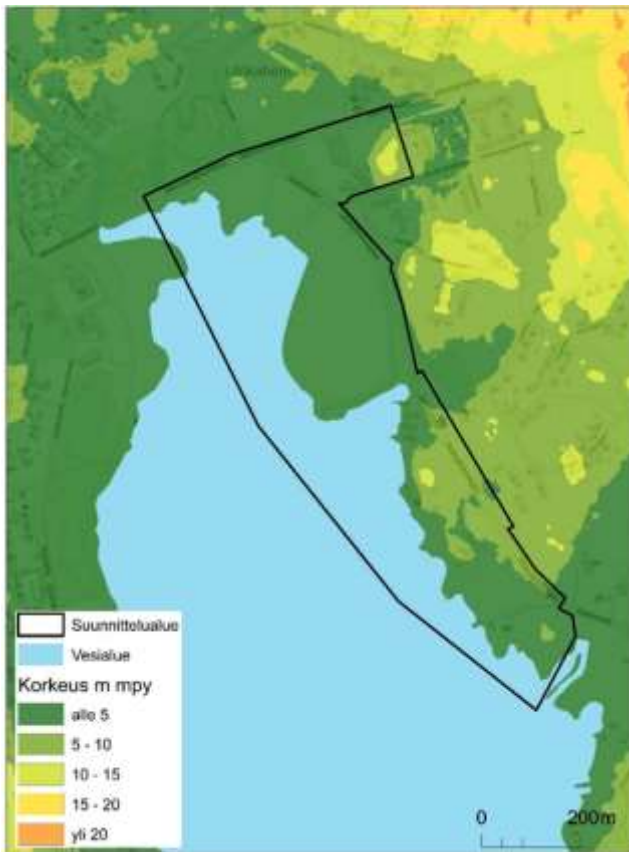 Suunnittelualue
Vesialue
Korkeus m mpy
alle 5
5 - 10
10 - 15
15 - 20
yli 20
0 200m